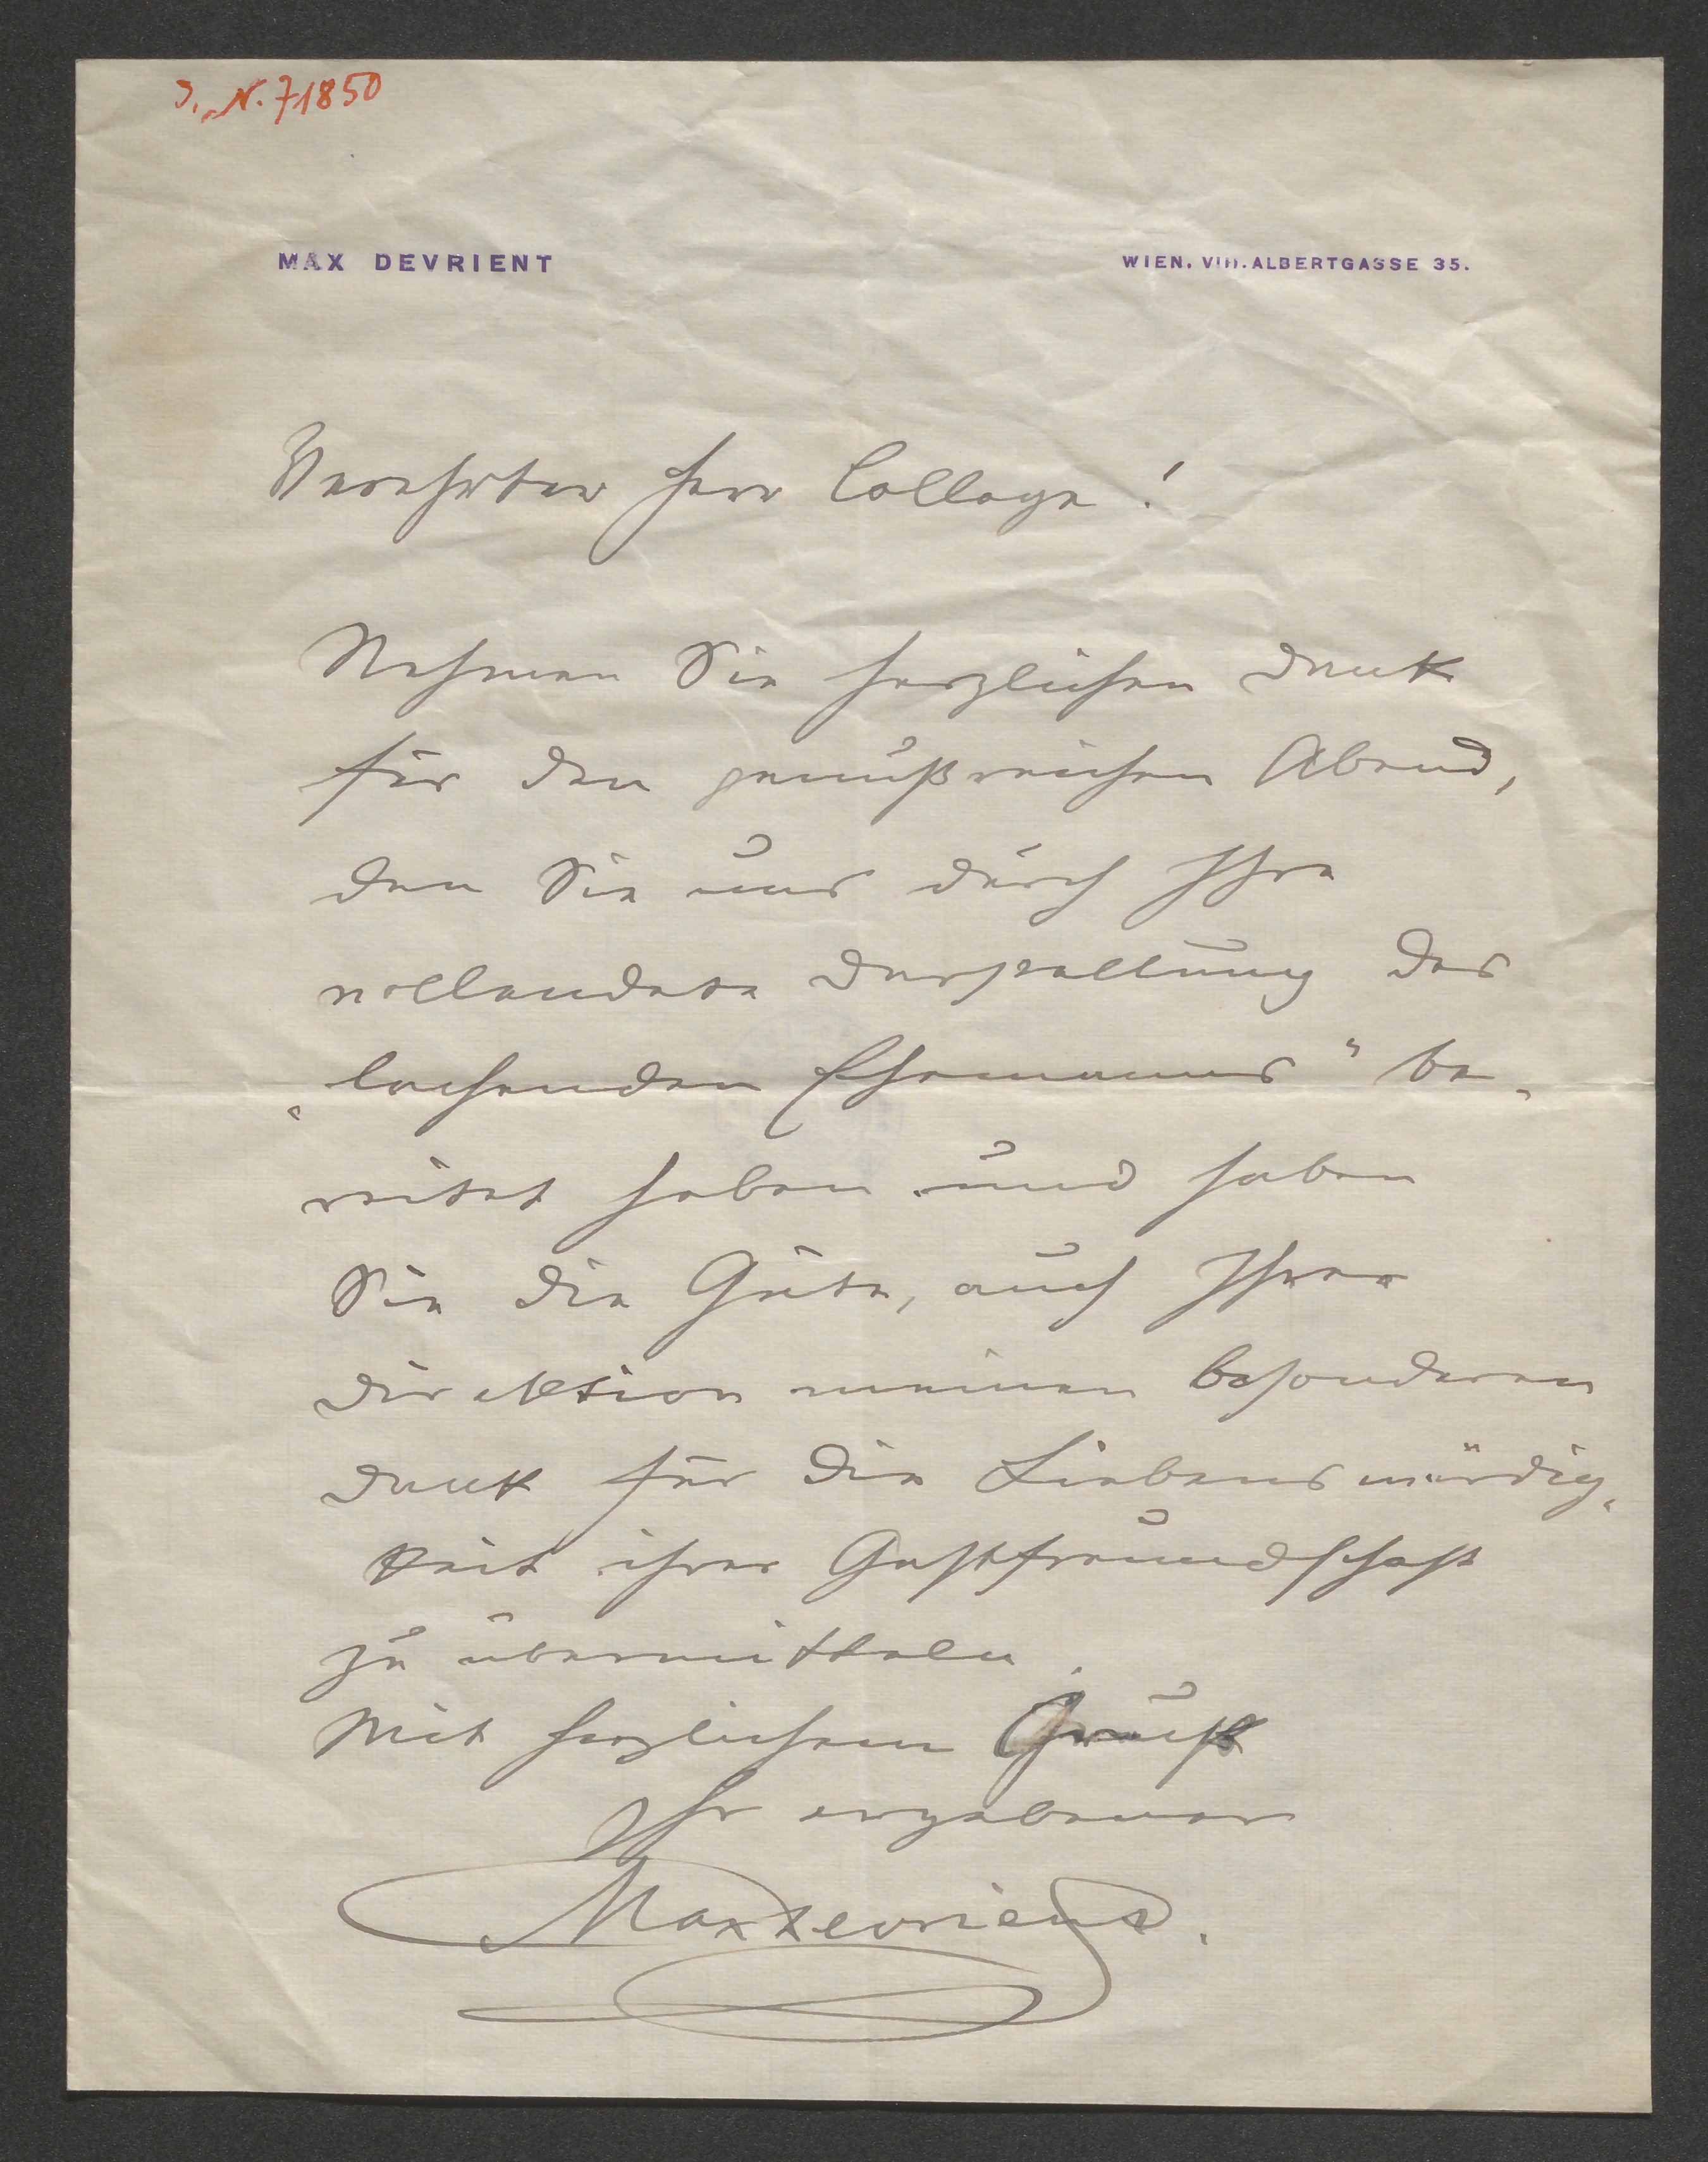 J. N. 71850
MAX DEVRIENT
WIEN, VIII. ALBERTGASSE 35.
Verehrter Herr College!
Nehmen Sie herzlichen Dank
für den genußreichen Abend,
den Sie uns durch Ihre
vollendete Darstellung des
„lachenden Ehemanns" be-
reitet haben und haben
Sie die Güte, auch Ihrer
Direktion meinen besonderen
Dank für die Liebenswürdig-
keit ihrer Gastfreundschaft
zu übermitteln.
Mit herzlichem Gruß
Ihr ergebener
Max Devrient.